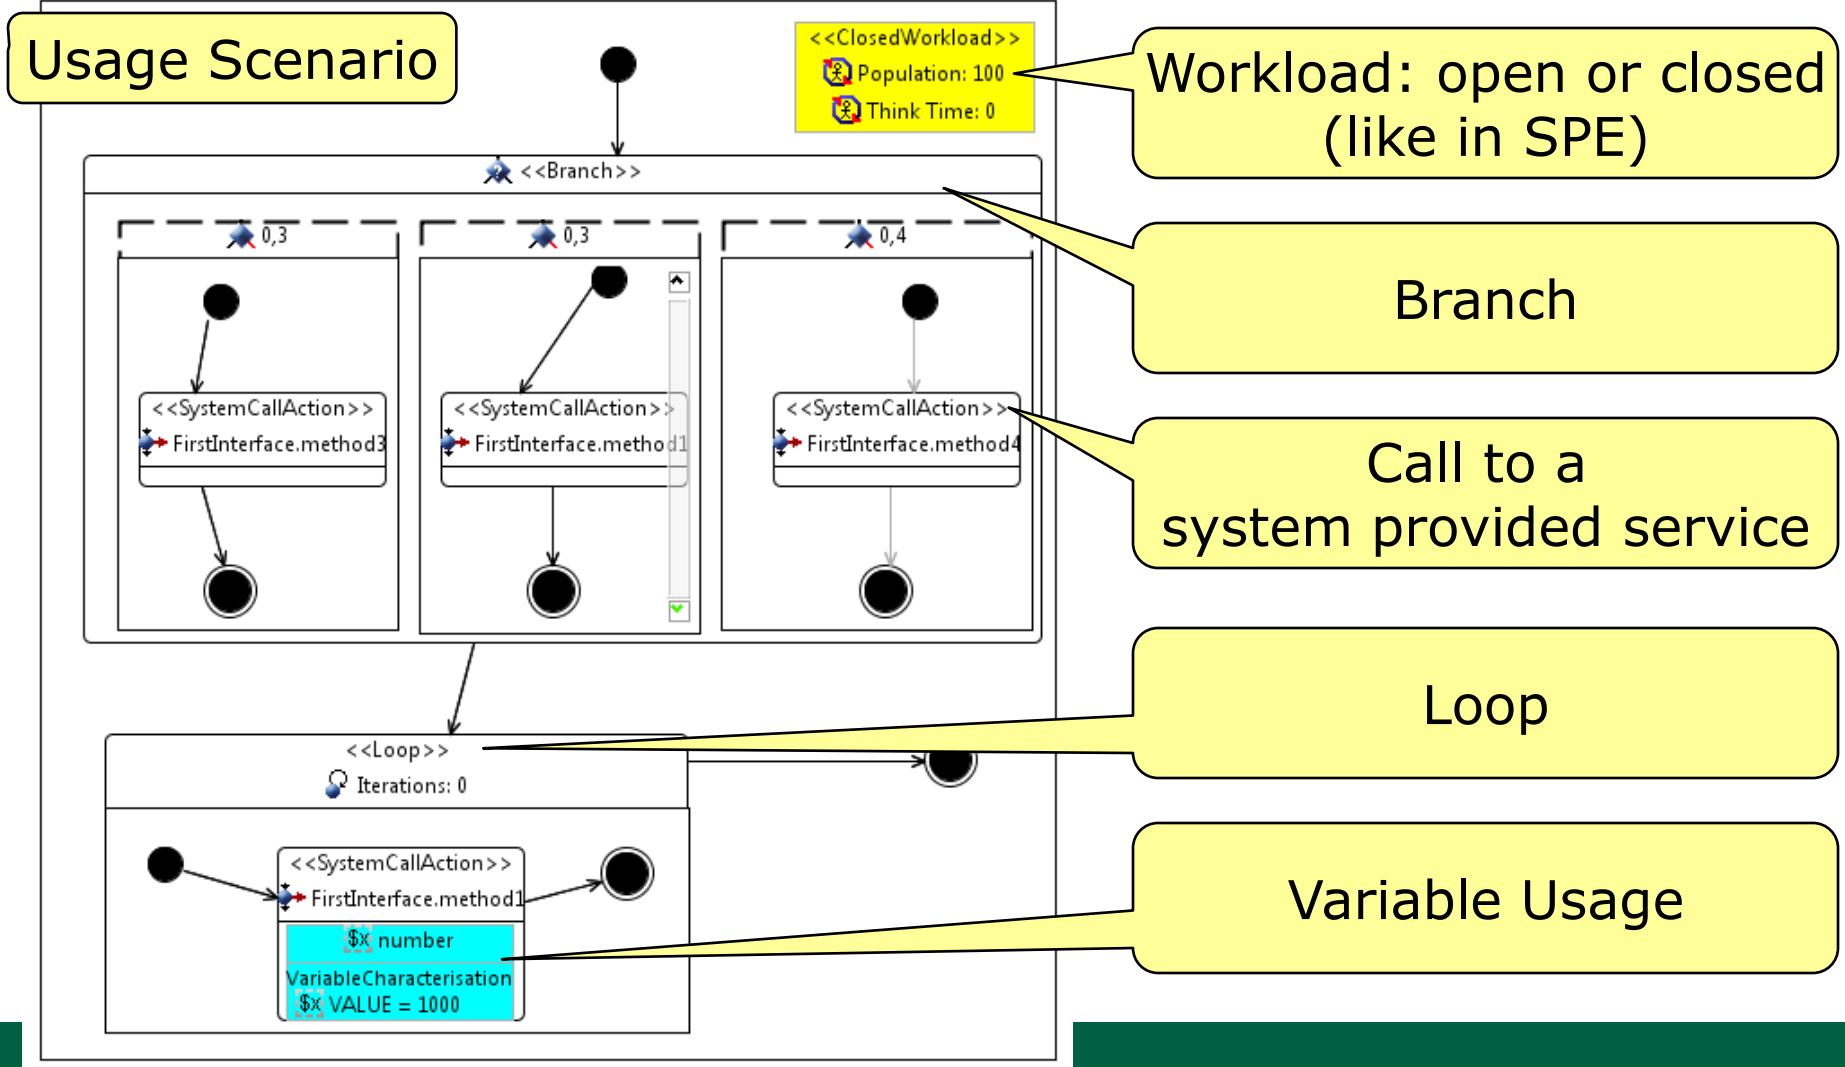 Usage Scenario
<<ClosedWorkload>>
Population: 100
Think Time: 0
Workload: open or closed
(like in SPE)
<<Branch>>
Branch
0,3
0,3
0,4
<<SystemCallAction>>
FirstInterface.method3
<<SystemCallAction>>
FirstInterface.method1
<<SystemCallAction>>
FirstInterface.method4
Call to a
system provided service
<<Loop>>
Iterations: 0
Loop
<<SystemCallAction>>
FirstInterface.method1
$x number
VariableCharacterisation
$x VALUE = 1000
Variable Usage